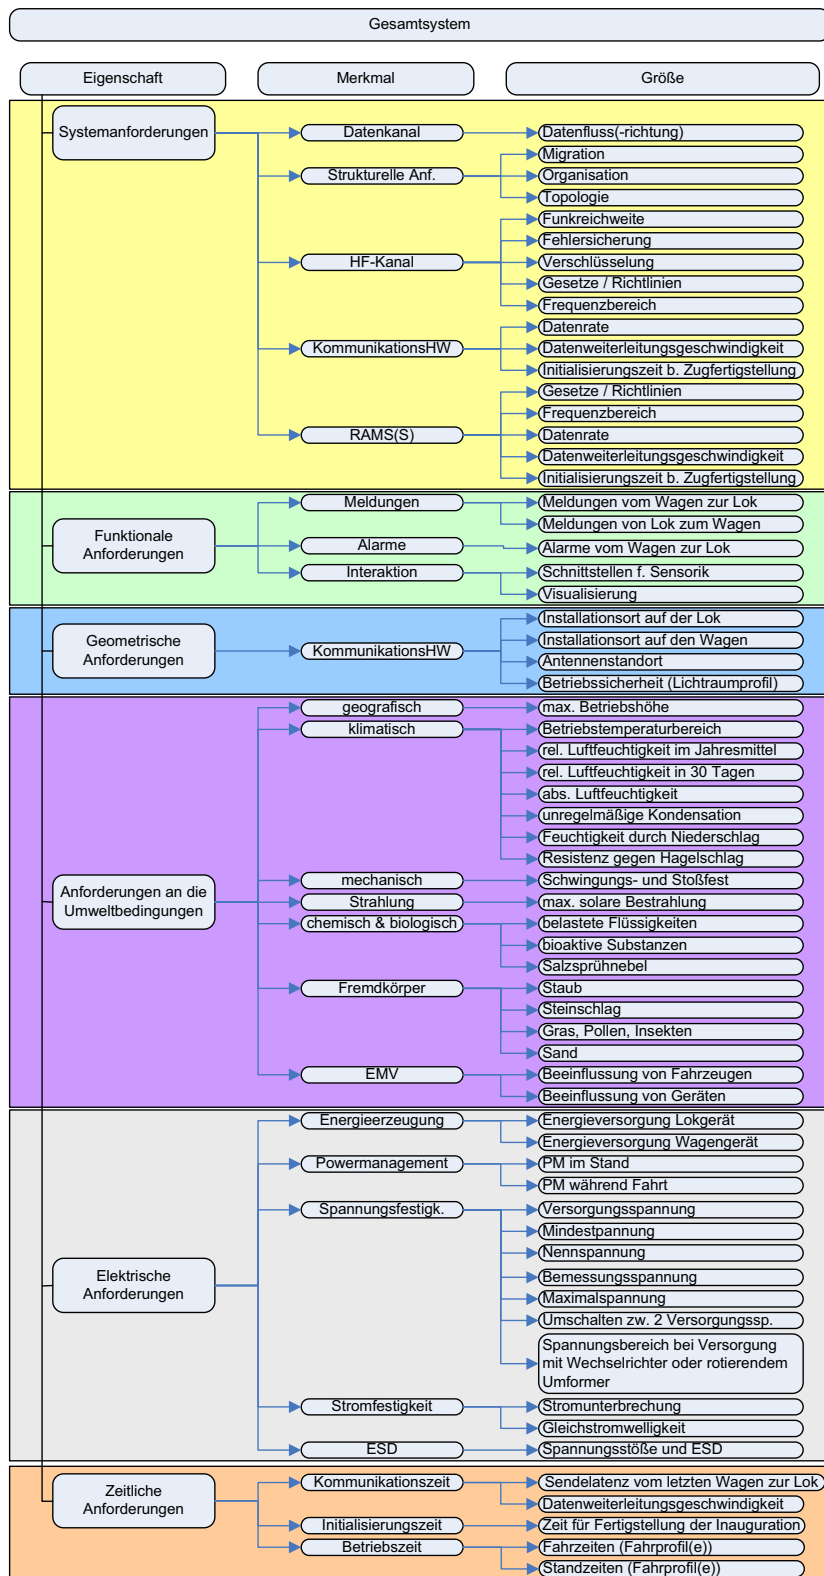 Gesamtsystem
Eigenschaft
Merkmal
Größe
Systemanforderungen
Datenkanal
Datenfluss(-richtung)
Strukturelle Anf.
Migration
Organisation
Topologie
HF-Kanal
Funkreichweite
Fehlersicherung
Verschlüsselung
Gesetze / Richtlinien
Frequenzbereich
KommunikationsHW
Datenrate
Datenweiterleitungsgeschwindigkeit
Initialisierungszeit b. Zugfertigstellung
RAMS(S)
Gesetze / Richtlinien
Frequenzbereich
Datenrate
Datenweiterleitungsgeschwindigkeit
Initialisierungszeit b. Zugfertigstellung
Funktionale
Anforderungen
Meldungen
Meldungen vom Wagen zur Lok
Meldungen von Lok zum Wagen
Alarme
Alarme vom Wagen zur Lok
Interaktion
Schnittstellen f. Sensorik
Visualisierung
Geometrische
Anforderungen
KommunikationsHW
Installationsort auf der Lok
Installationsort auf den Wagen
Antennenstandort
Betriebssicherheit (Lichtraumprofil)
Anforderungen an die
Umweltbedingungen
geografisch
max. Betriebshöhe
klimatisch
Betriebstemperaturbereich
rel. Luftfeuchtigkeit im Jahresmittel
rel. Luftfeuchtigkeit in 30 Tagen
abs. Luftfeuchtigkeit
unregelmäßige Kondensation
Feuchtigkeit durch Niederschlag
Resistenz gegen Hagelschlag
mechanisch
Schwingungs- und Stoßfest
Strahlung
max. solare Bestrahlung
chemisch & biologisch
belastete Flüssigkeiten
bioaktive Substanzen
Salzsprühnebel
Fremdkörper
Staub
Steinschlag
Gras, Pollen, Insekten
Sand
EMV
Beeinflussung von Fahrzeugen
Beeinflussung von Geräten
Elektrische
Anforderungen
Energieerzeugung
Energieversorgung Lokgerät
Energieversorgung Wagengerät
Powermanagement
PM im Stand
PM während Fahrt
Spannungsfestigk.
Versorgungsspannung
Mindestpannung
Nennspannung
Bemessungsspannung
Maximalspannung
Umschalten zw. 2 Versorgungssp.
Spannungsbereich bei Versorgung
mit Wechselrichter oder rotierendem
Umformer
Stromfestigkeit
Stromunterbrechung
Gleichstromwelligkeit
ESD
Spannungsstöße und ESD
Zeitliche
Anforderungen
Kommunikationszeit
Sendelatenz vom letzten Wagen zur Lok
Datenweiterleitungsgeschwindigkeit
Initialisierungszeit
Zeit für Fertigstellung der Inauguration
Betriebszeit
Fahrzeiten (Fahrprofil(e))
Standzeiten (Fahrprofil(e))